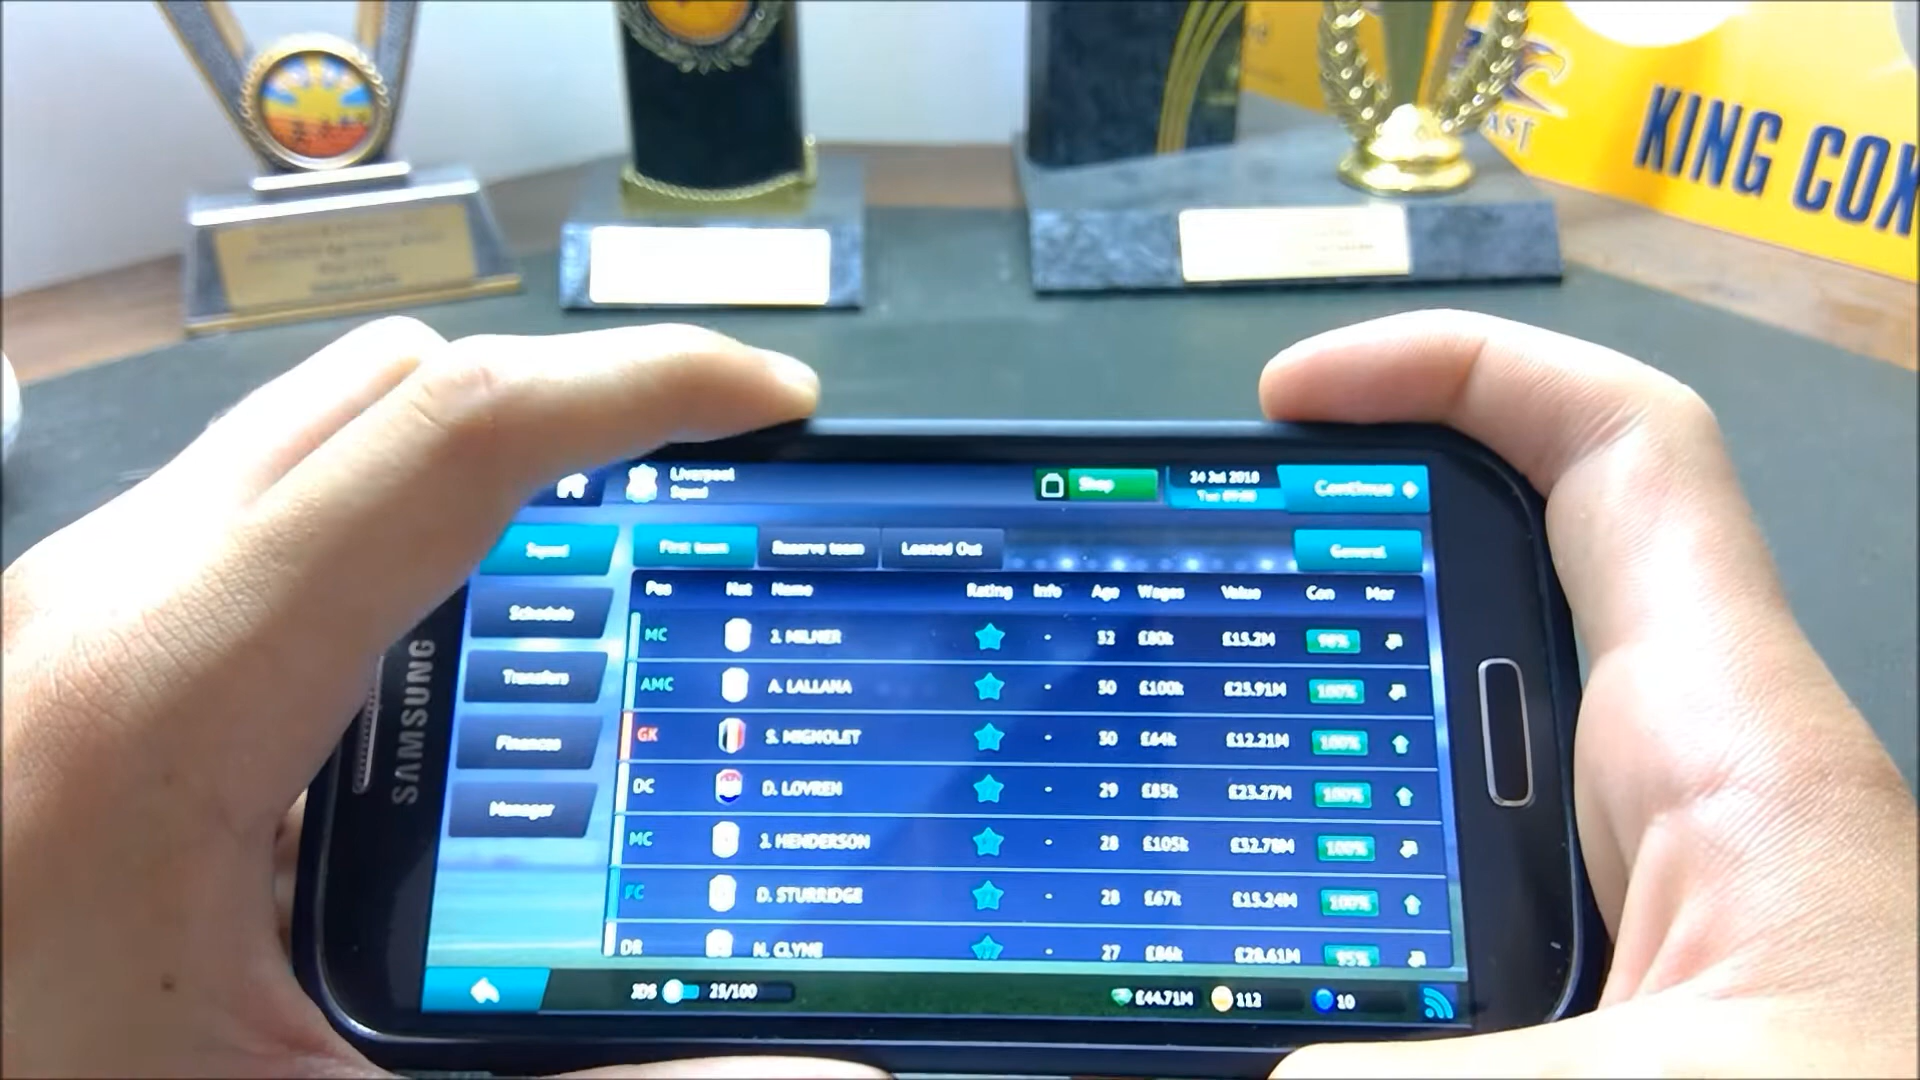 KING COX
AST
SAMSUNG
Liverpool
Squad
Shop
24 Jul 2018
Continue
Squad
Schedule
Transfers
Finances
Manager
First team Reserve team Loaned Out General
Pos Nat Name Rating Info Age Wages Value Con Mor
MC J. MILNER 32 £80k £15.2M 98%
AMC A. LALLANA 30 £100k £25.91M 100%
GK S. MIGNOLET 30 £64k £12.21M 100%
DC D. LOVREN 29 £85k £23.27M 100%
MC J. HENDERSON 28 £105k £32.78M 100%
FC D. STURRIDGE 28 £67k £15.24M 100%
DR N. CLYNE 27 £86k £28.61M 95%
25/100 £44.71M 112 10